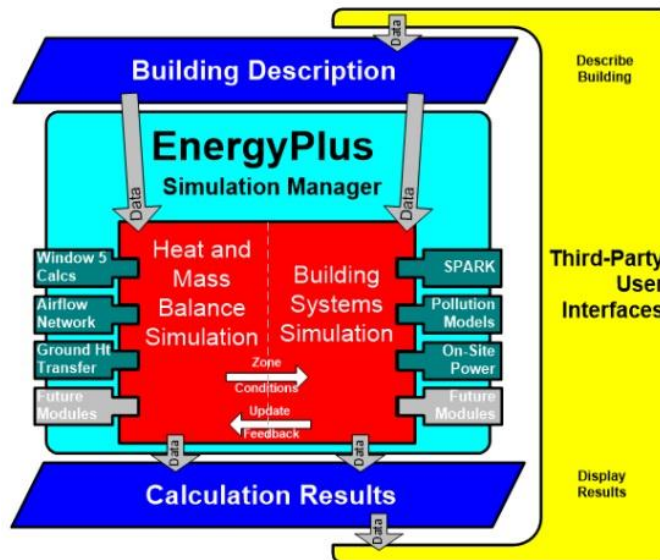 Data
Building Description
Describe
Building
EnergyPlus
Simulation Manager
Data
Data
Window 5
Calcs
Airflow
Network
Ground Ht
Transfer
Future
Modules
Heat and
Mass
Balance
Simulation
Building
Systems
Simulation
Zone
Conditions
Update
Feedback
SPARK
Pollution
Models
On-Site
Power
Future
Modules
Third-Party
User
Interfaces
Data
Data
Calculation Results
Display
Results
Data